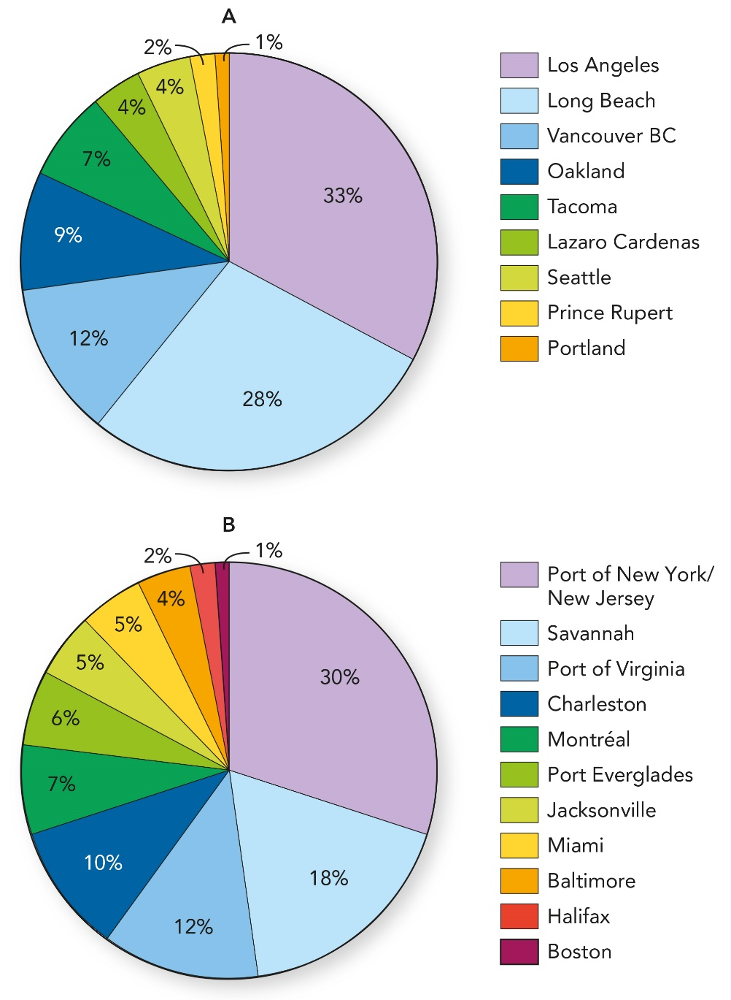 A
2%
1%
4%
4%
7%
33%
9%
12%
28%
Los Angeles
Long Beach
Vancouver BC
Oakland
Tacoma
Lazaro Cardenas
Seattle
Prince Rupert
Portland
B
2%
1%
4%
5%
5%
30%
6%
7%
10%
18%
12%
Port of New York/
New Jersey
Savannah
Port of Virginia
Charleston
Montréal
Port Everglades
Jacksonville
Miami
Baltimore
Halifax
Boston